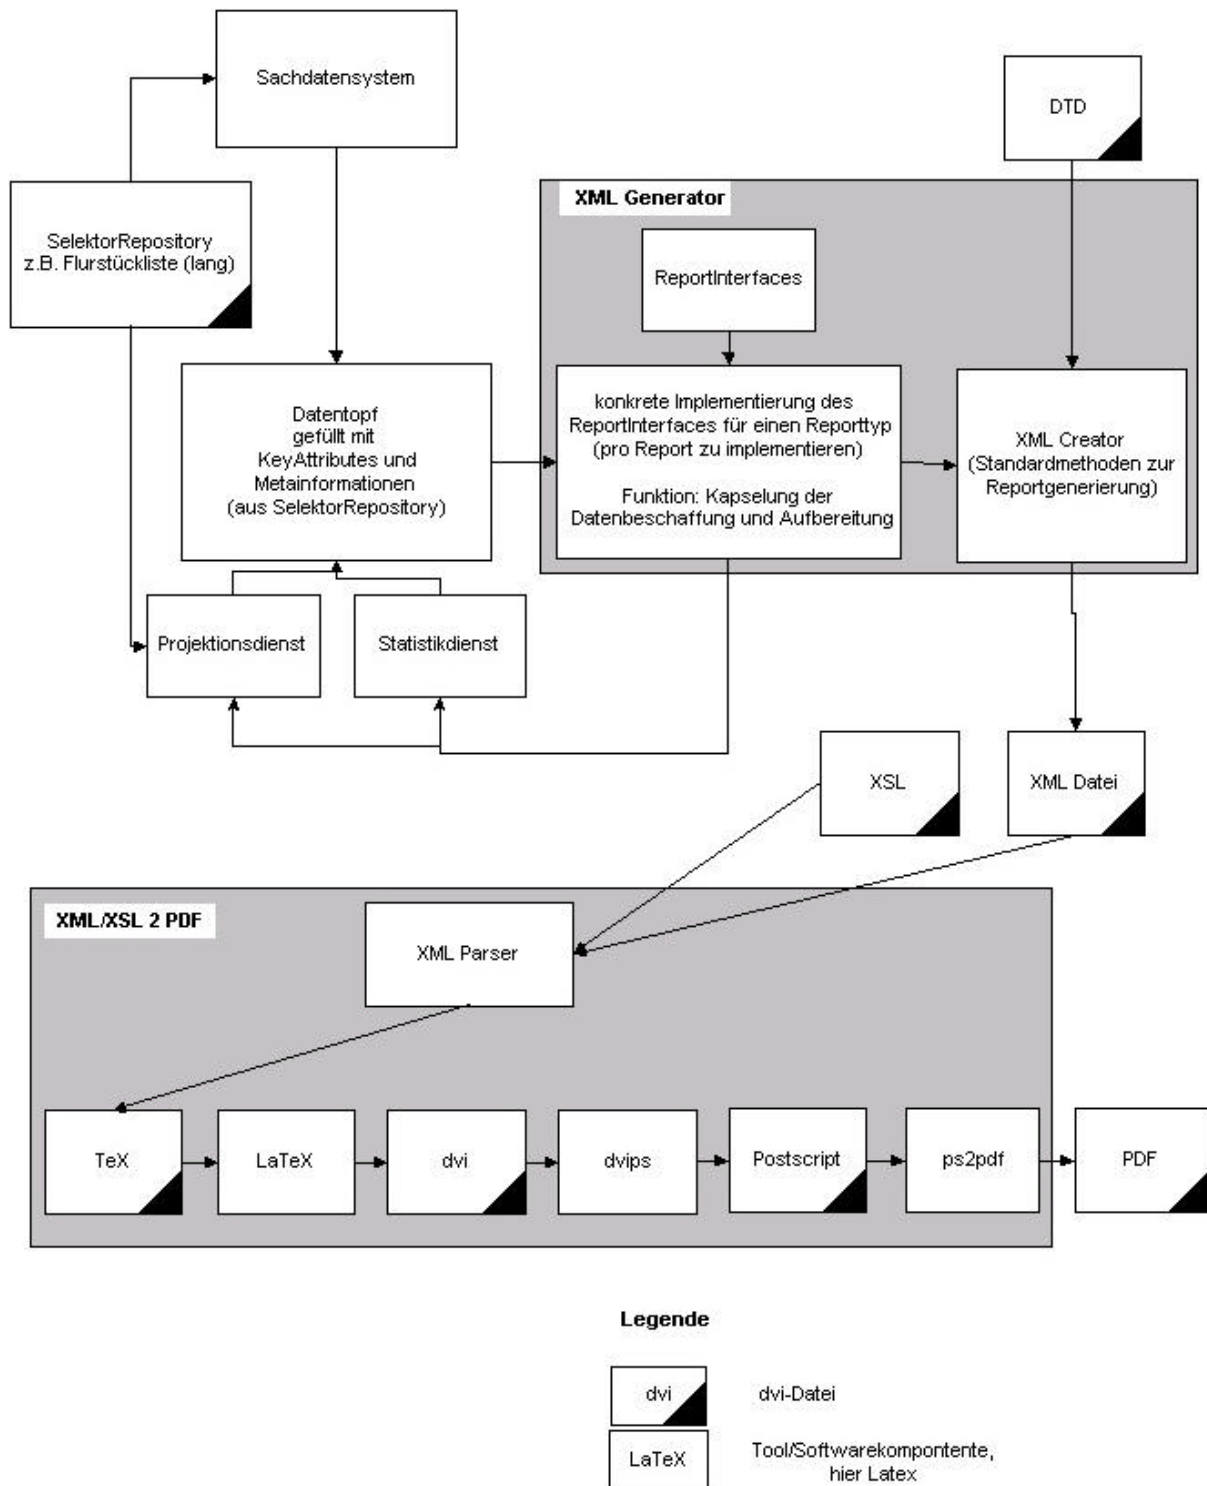 Sachdatensystem
DTD
SelektorRepository
z.B. Flurstückliste (lang)
XML Generator
ReportInterfaces
Datentopf
gefüllt mit
KeyAttributes und
Metainformationen
(aus SelektorRepository)
konkrete Implementierung des
ReportInterfaces für einen Reporttyp
(pro Report zu implementieren)
Funktion: Kapselung der
Datenbeschaffung und Aufbereitung
XML Creator
(Standardmethoden zur
Reportgenerierung)
Projektionsdienst
Statistikdienst
XSL
XML Datei
XML/XSL 2 PDF
XML Parser
TeX
LaTeX
dvi
dvips
Postscript
ps2pdf
PDF
Legende
dvi
dvi-Datei
LaTeX
Tool/Softwarekompontente,
hier Latex